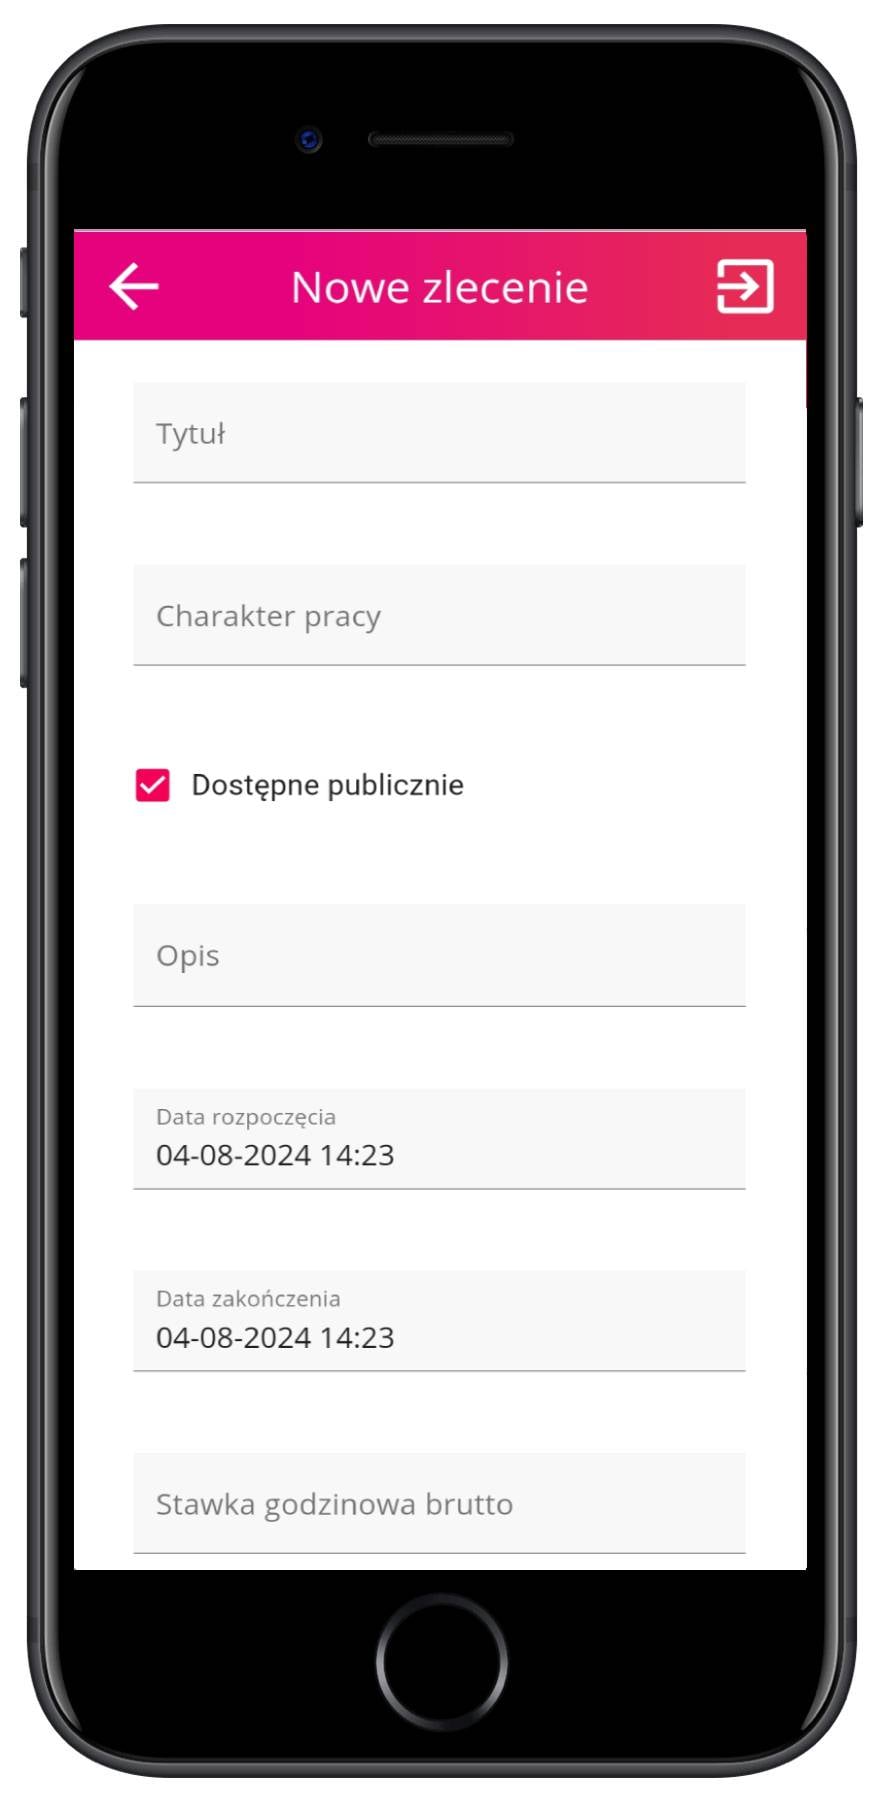 Nowe zlecenie
Tytuł
Charakter pracy
Dostępne publicznie
Opis
Data rozpoczęcia
04-08-2024 14:23
Data zakończenia
04-08-2024 14:23
Stawka godzinowa brutto